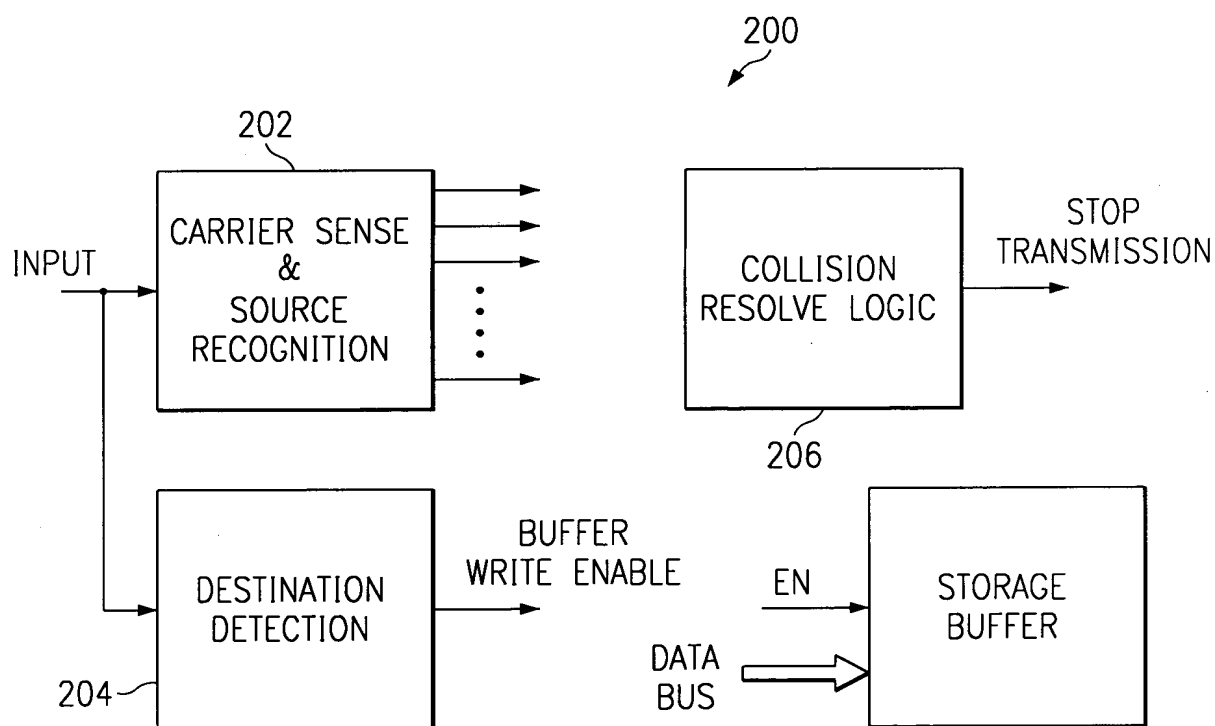 200
202
CARRIER SENSE
&
SOURCE
RECOGNITION
INPUT
COLLISION
RESOLVE LOGIC
STOP
TRANSMISSION
206
DESTINATION
DETECTION
204
BUFFER
WRITE ENABLE
EN
DATA
BUS
STORAGE
BUFFER